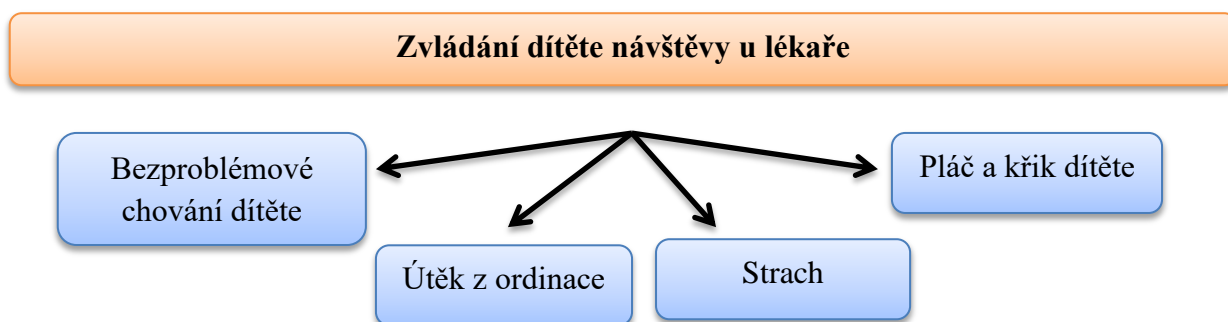 Zvládání dítěte návštěvy u lékaře
Bezproblémové
chování dítěte
Pláč a křik dítěte
Útěk z ordinace
Strach